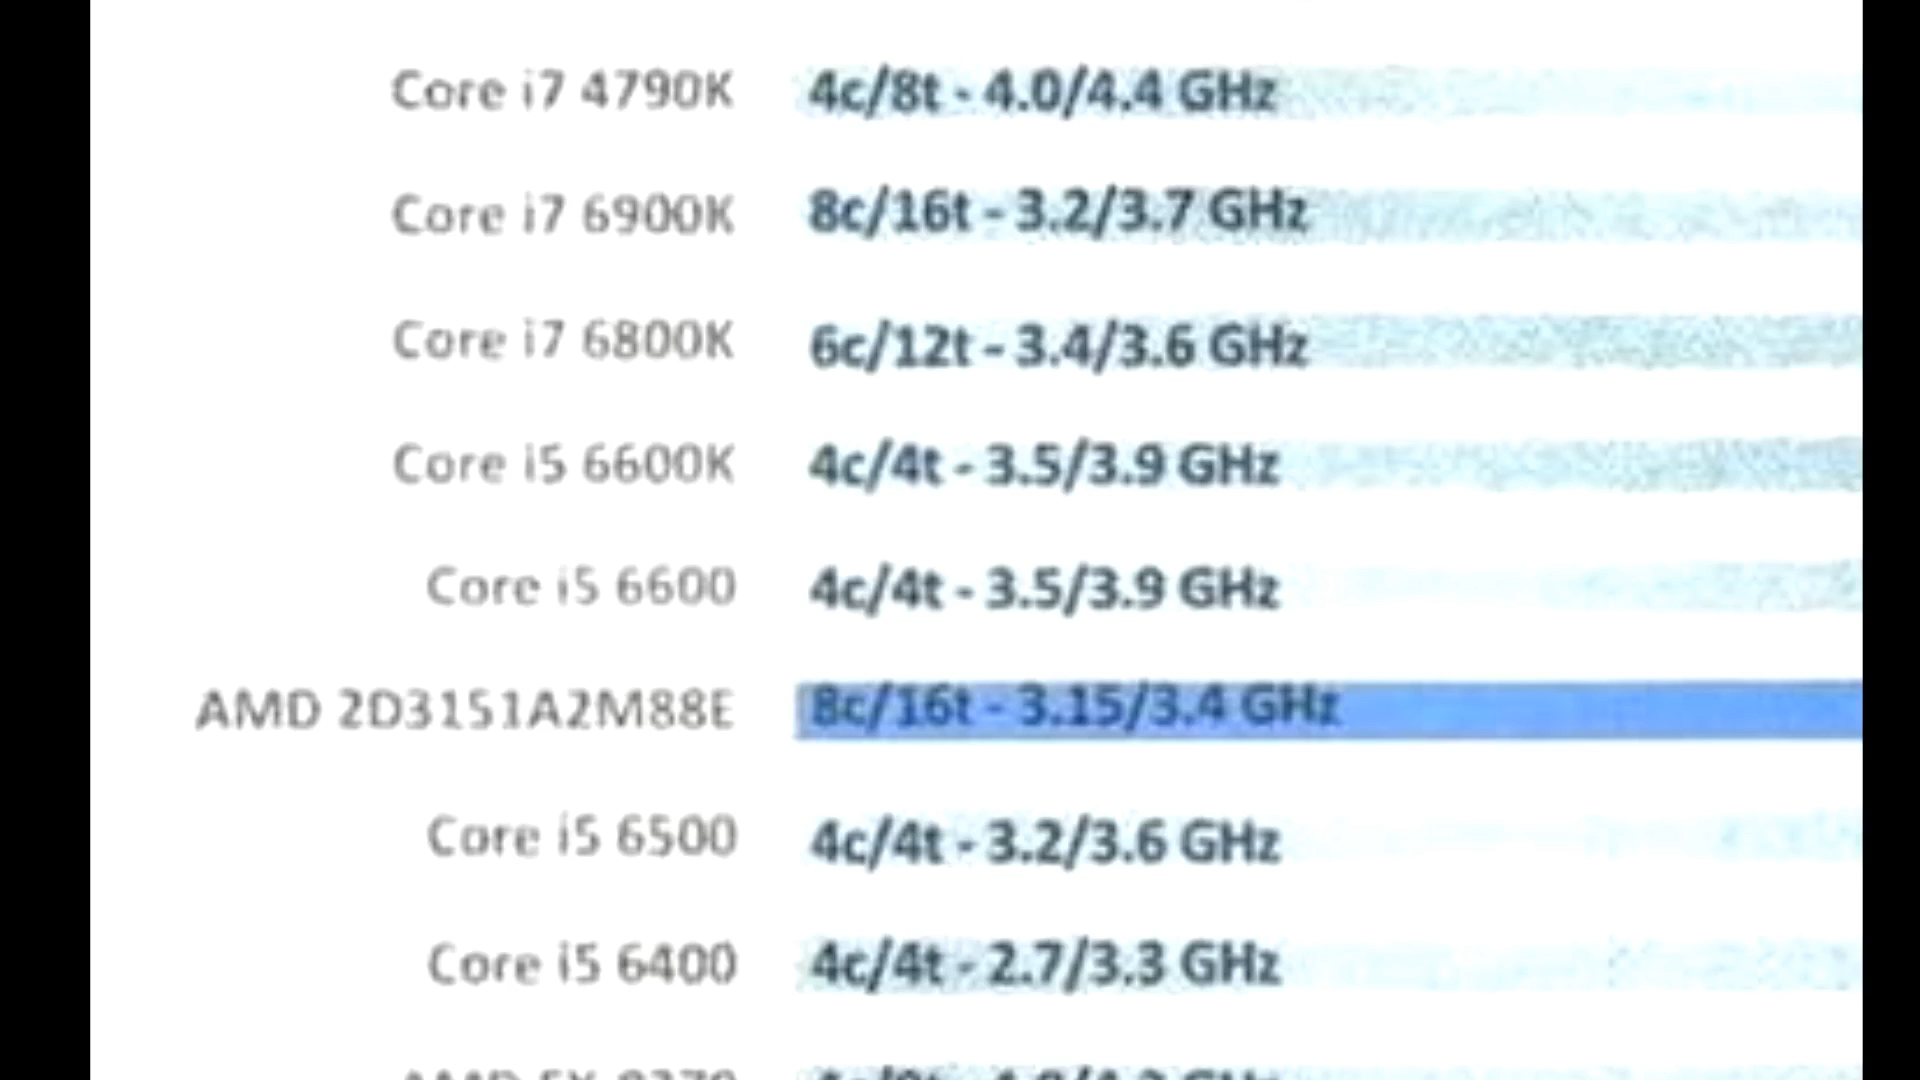 Core i7 4790K 4c/8t - 4.0/4.4 GHz
Core i7 6900K 8c/16t - 3.2/3.7 GHz
Core i7 6800K 6c/12t - 3.4/3.6 GHz
Core i5 6600K 4c/4t - 3.5/3.9 GHz
Core i5 6600 4c/4t - 3.5/3.9 GHz
AMD 2D3151A2M88E 8c/16t - 3.15/3.4 GHz
Core i5 6500 4c/4t - 3.2/3.6 GHz
Core i5 6400 4c/4t - 2.7/3.3 GHz